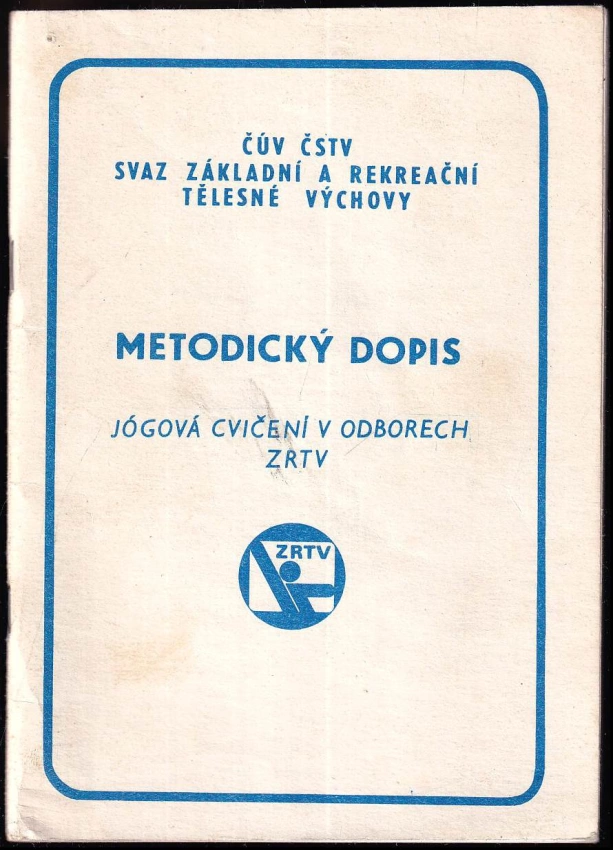 ČÚV ČSTV
SVAZ ZÁKLADNÍ A REKREAČNÍ
TĚLESNÉ VÝCHOVY
METODICKÝ DOPIS
JÓGOVÁ CVIČENÍ V ODBORECH
ZRTV
ZRTV